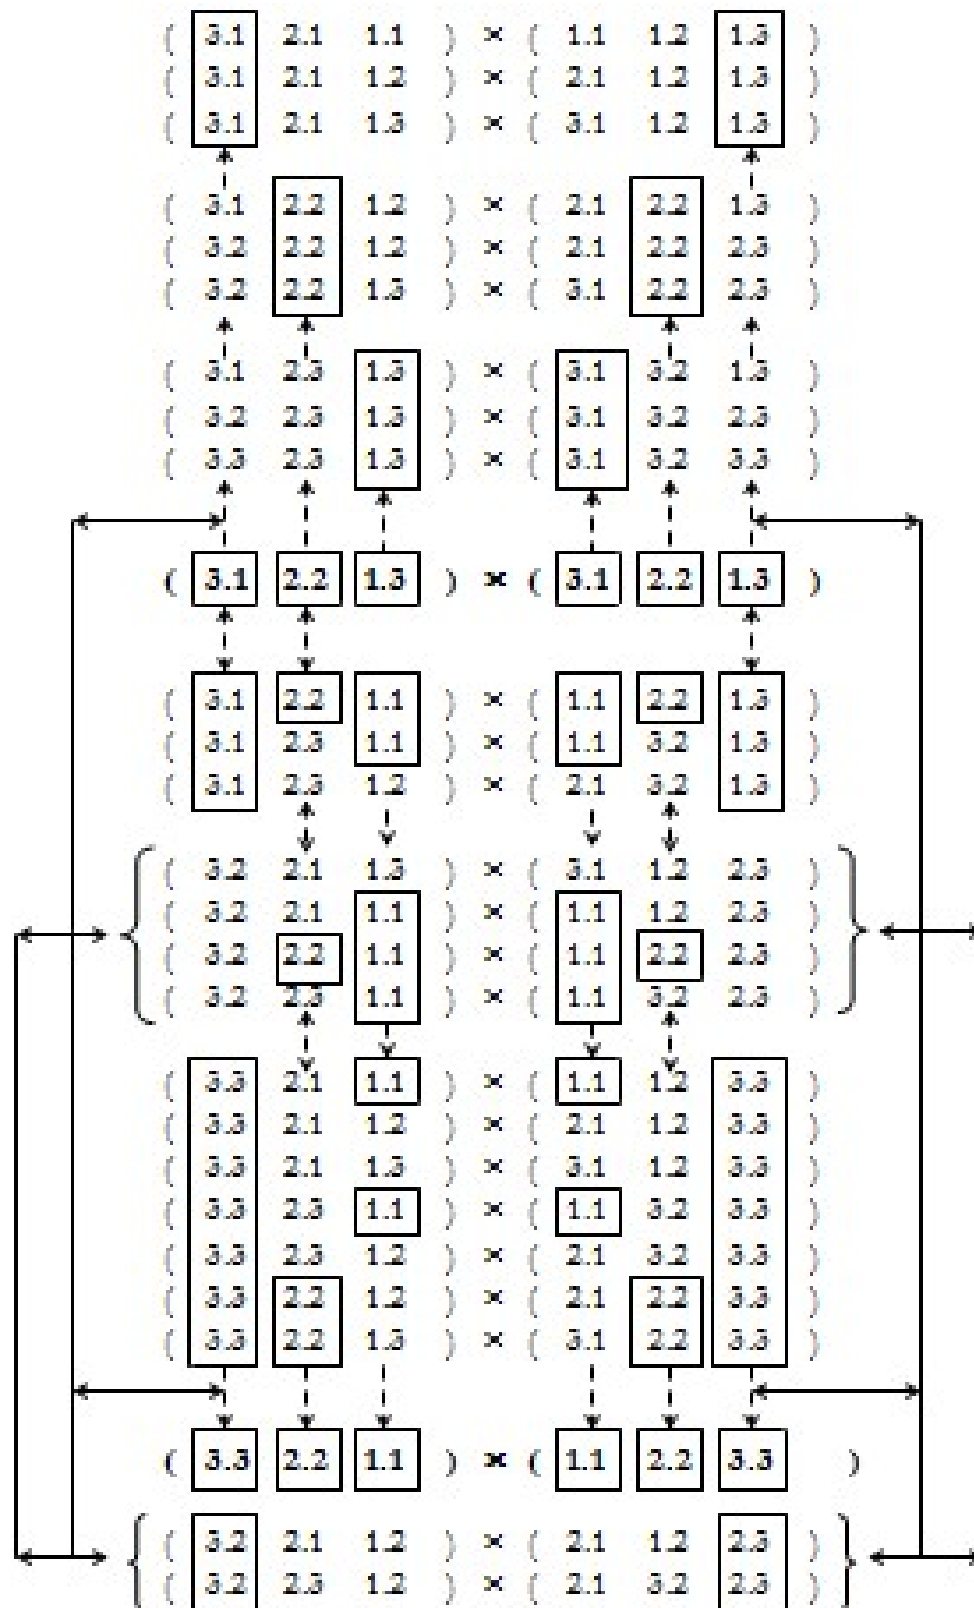 ( 3.1 2.1 1.1 ) × ( 1.1 1.2 1.3 )
( 3.1 2.1 1.2 ) × ( 2.1 1.2 1.3 )
( 3.1 2.1 1.3 ) × ( 3.1 1.2 1.3 )
( 3.1 2.2 1.2 ) × ( 2.1 2.2 1.3 )
( 3.2 2.2 1.2 ) × ( 2.1 2.2 2.3 )
( 3.2 2.2 1.3 ) × ( 3.1 2.2 2.3 )
( 3.1 2.3 1.3 ) × ( 3.1 3.2 1.3 )
( 3.2 2.3 1.3 ) × ( 3.1 3.2 2.3 )
( 3.3 2.3 1.3 ) × ( 3.1 3.2 3.3 )
( 3.1 2.2 1.3 ) × ( 3.1 2.2 1.3 )
( 3.1 2.2 1.1 ) × ( 1.1 2.2 1.3 )
( 3.1 2.3 1.1 ) × ( 1.1 3.2 1.3 )
( 3.1 2.3 1.2 ) × ( 2.1 3.2 1.3 )
( 3.2 2.1 1.3 ) × ( 3.1 1.2 2.3 )
( 3.2 2.1 1.1 ) × ( 1.1 1.2 2.3 )
( 3.2 2.2 1.1 ) × ( 1.1 2.2 2.3 )
( 3.2 2.3 1.1 ) × ( 1.1 3.2 2.3 )
( 3.3 2.1 1.1 ) × ( 1.1 1.2 3.3 )
( 3.3 2.1 1.2 ) × ( 2.1 1.2 3.3 )
( 3.3 2.1 1.3 ) × ( 3.1 1.2 3.3 )
( 3.3 2.3 1.1 ) × ( 1.1 3.2 3.3 )
( 3.3 2.3 1.2 ) × ( 2.1 3.2 3.3 )
( 3.3 2.2 1.2 ) × ( 2.1 2.2 3.3 )
( 3.3 2.2 1.3 ) × ( 3.1 2.2 3.3 )
( 3.3 2.2 1.1 ) × ( 1.1 2.2 3.3 )
( 3.2 2.1 1.2 ) × ( 2.1 1.2 2.3 )
( 3.2 2.3 1.2 ) × ( 2.1 3.2 2.3 )